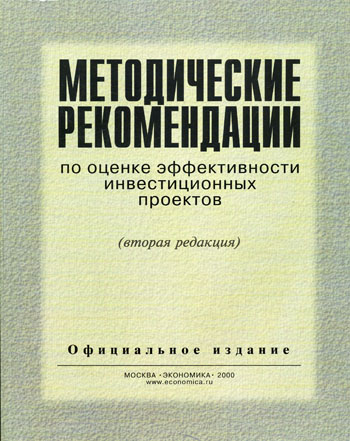 МЕТОДИЧЕСКИЕ
РЕКОМЕНДАЦИИ
по оценке эффективности
инвестиционных
проектов
(вторая редакция)
Официальное издание
МОСКВА • ЭКОНОМИКА • 2000
www.economica.ru